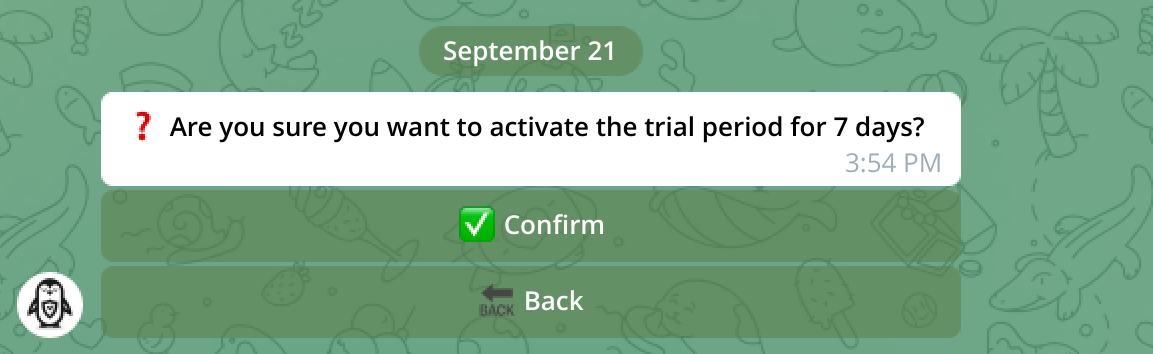 September 21
❓ Are you sure you want to activate the trial period for 7 days?
3:54 PM
✅ Confirm
🔙 Back